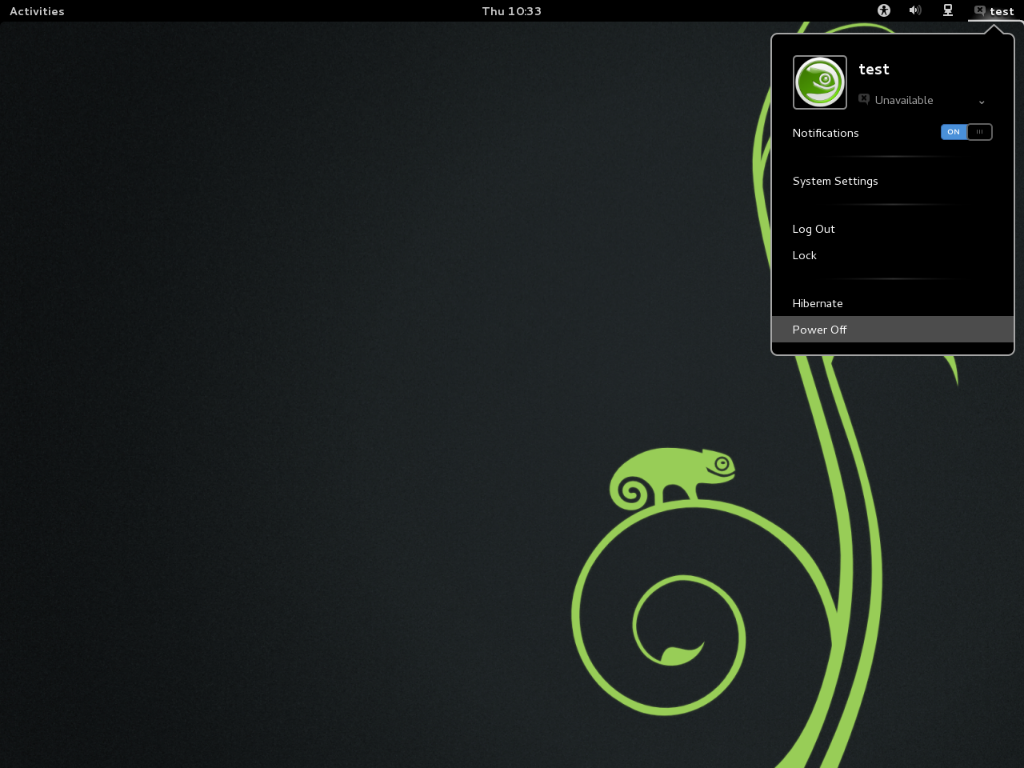 Activities
Thu 10:33
test
test
Unavailable
Notifications
ON
System Settings
Log Out
Lock
Hibernate
Power Off